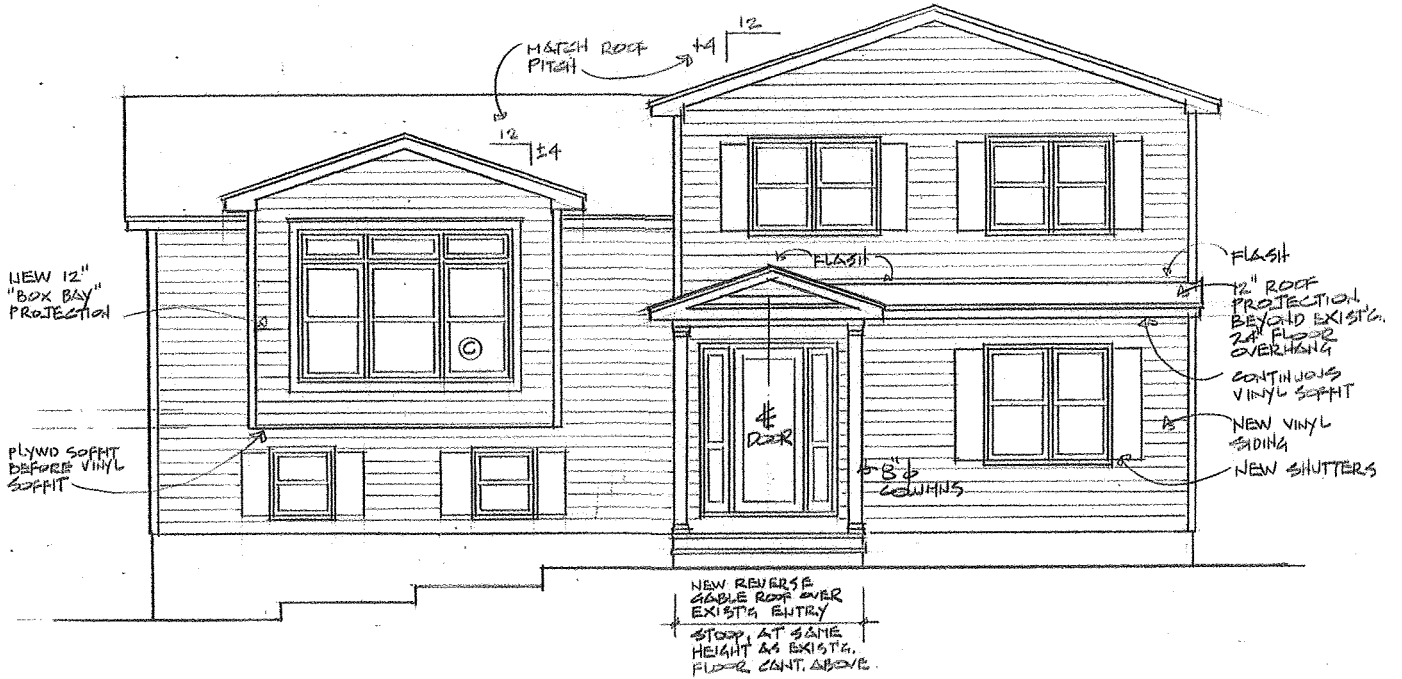 MATCH ROOF
PITCH
12
±4
12
±4
NEW 12"
"BOX BAY"
PROJECTION
PLYWD SOFFIT
BEFORE VINYL
SOFFIT
FLASH
FLASH
12" ROOF
PROJECTION
BEYOND EXIST'G.
24" FLOOR
OVERHANG
CONTINUOUS
VINYL SOFFIT
NEW VINYL
SIDING
NEW SHUTTERS
©
℄
DOOR
8"⌀
COLUMNS
NEW REVERSE
GABLE ROOF OVER
EXIST'G ENTRY
STOOP, AT SAME
HEIGHT AS EXIST'G.
FLOOR CANT. ABOVE